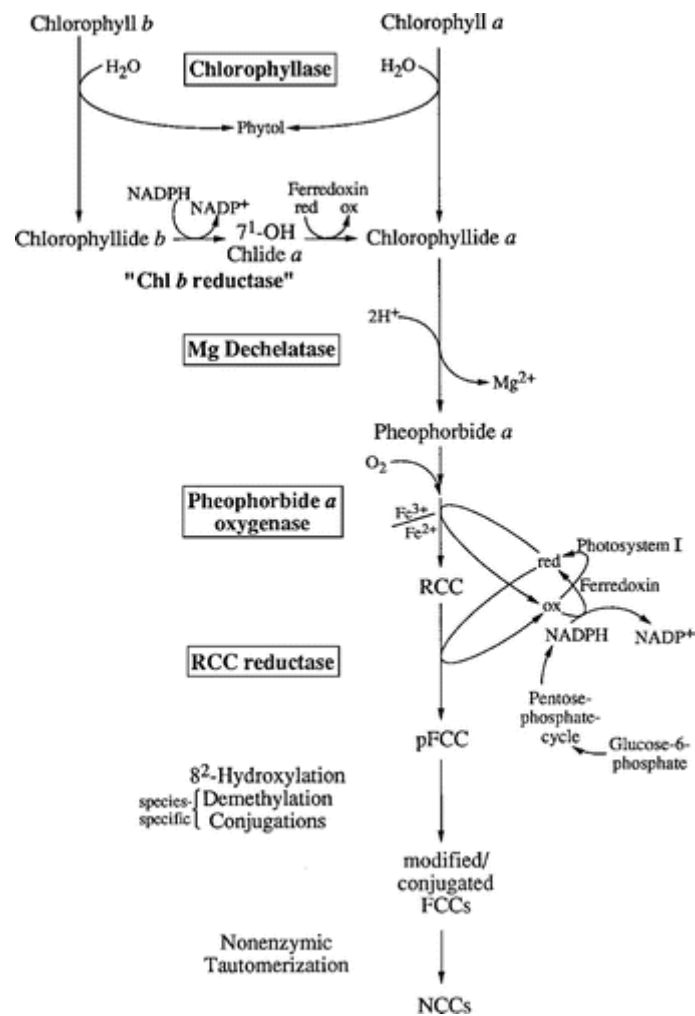 Chlorophyll b
Chlorophyll a
H2O
Chlorophyllase
H2O
Phytol
NADPH
NADP+
Ferredoxin
red ox
Chlorophyllide b
7¹-OH
Chlide a
Chlorophyllide a
"Chl b reductase"
2H⁺
Mg Dechelatase
Mg²⁺
Pheophorbide a
O2
Pheophorbide a
oxygenase
Fe³⁺
Fe²⁺
Photosystem I
red
RCC
Ferredoxin
ox
NADPH
NADP⁺
RCC reductase
Pentose-
phosphate-
cycle
Glucose-6-
phosphate
pFCC
8²-Hydroxylation
species-
specific
Demethylation
Conjugations
modified/
conjugated
FCCs
Nonenzymic
Tautomerization
NCCs